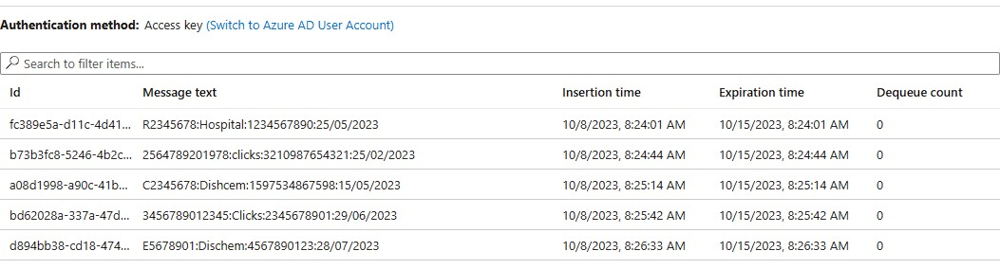 Authentication method: Access key (Switch to Azure AD User Account)
Search to filter items...
Id Message text Insertion time Expiration time Dequeue count
fc389e5a-d11c-4d41... R2345678:Hospital:1234567890:25/05/2023 10/8/2023, 8:24:01 AM 10/15/2023, 8:24:01 AM 0
b73b3fc8-5246-4b2c... 2564789201978:clicks:3210987654321:25/02/2023 10/8/2023, 8:24:44 AM 10/15/2023, 8:24:44 AM 0
a08d1998-a90c-41b... C2345678:Dishcem:1597534867598:15/05/2023 10/8/2023, 8:25:14 AM 10/15/2023, 8:25:14 AM 0
bd62028a-337a-47d... 3456789012345:Clicks:2345678901:29/06/2023 10/8/2023, 8:25:42 AM 10/15/2023, 8:25:42 AM 0
d894bb38-cd18-474... E5678901:Dischem:4567890123:28/07/2023 10/8/2023, 8:26:33 AM 10/15/2023, 8:26:33 AM 0